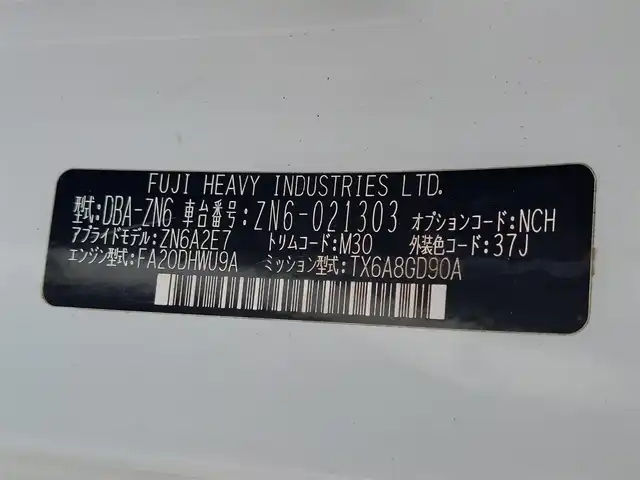 FUJI HEAVY INDUSTRIES LTD.
型式:DBA-ZN6 車台番号:ZN6-021303 オプションコード:NCH
アプライドモデル:ZN6A2E7 トリムコード:M30 外装色コード:37J
エンジン型式:FA20DHWU9A ミッション型式:TX6A8GD90A